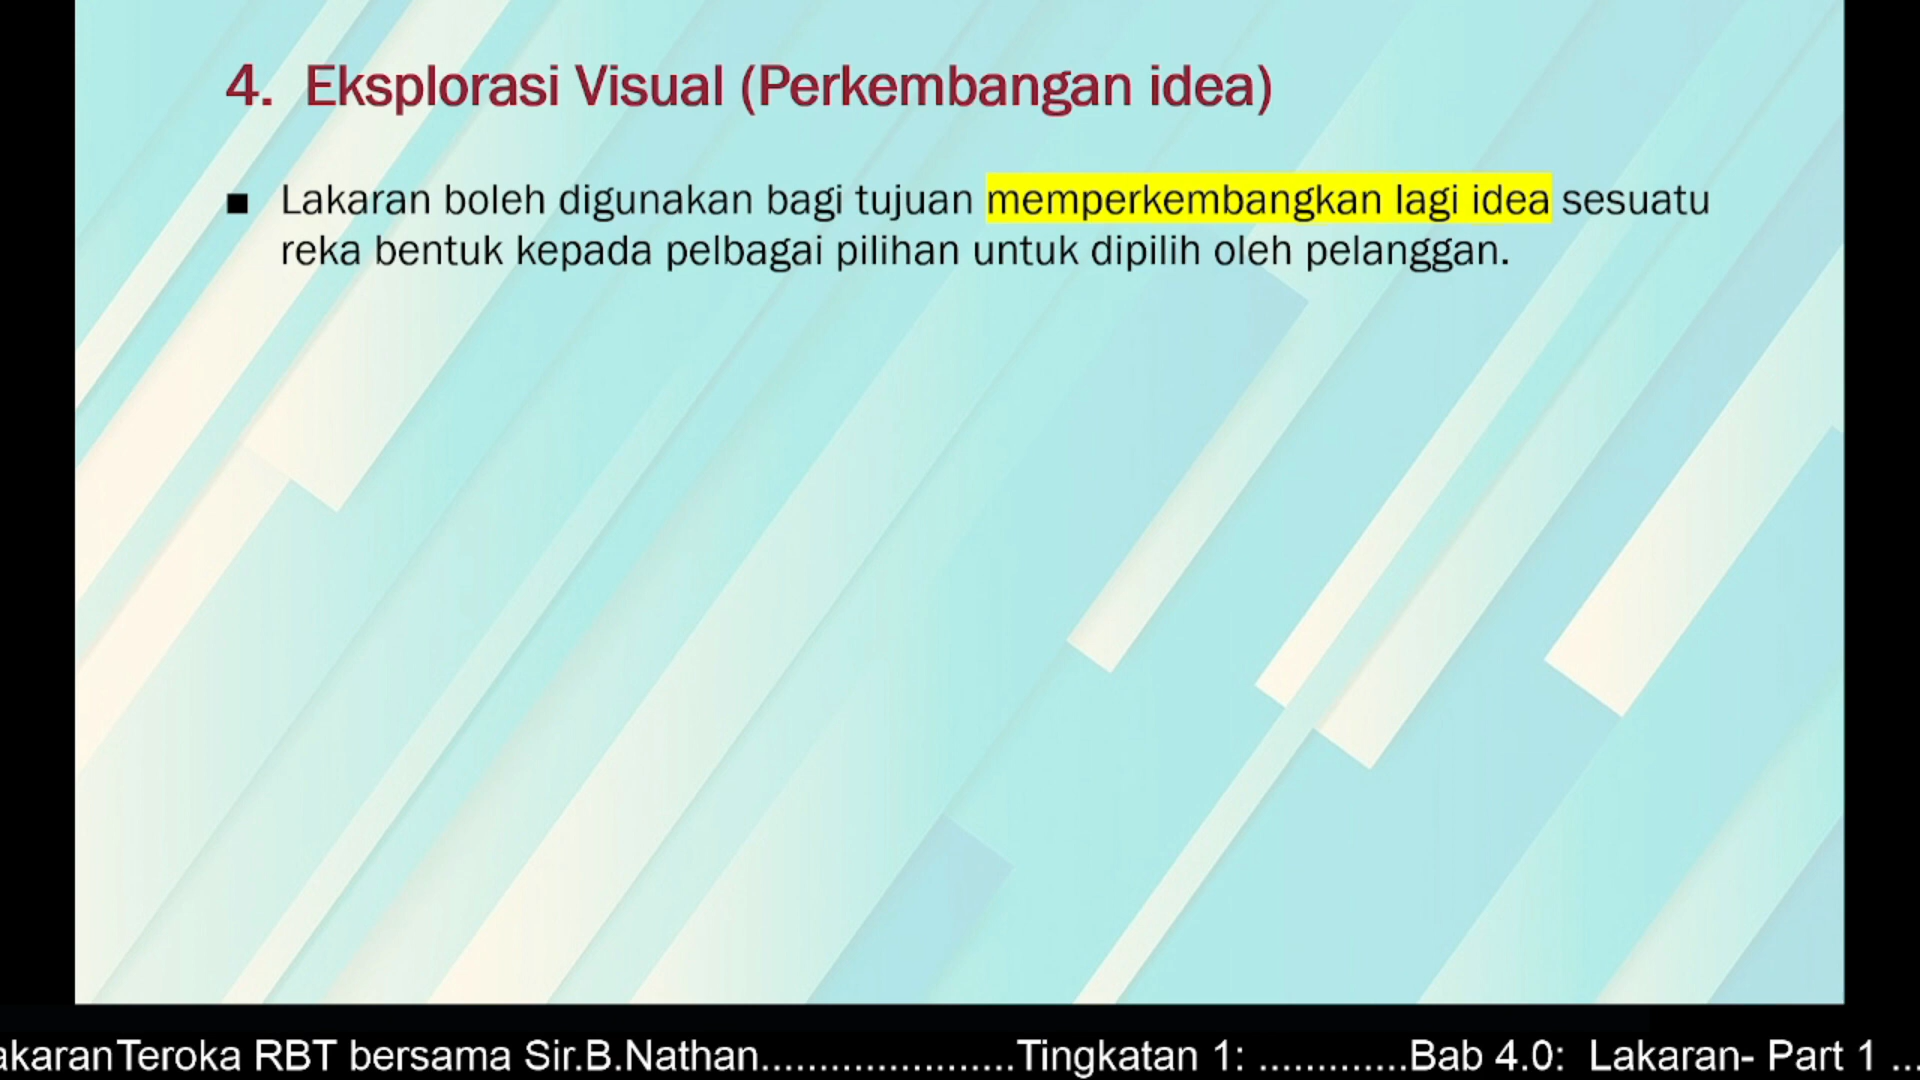 4. Eksplorasi Visual (Perkembangan idea)
■ Lakaran boleh digunakan bagi tujuan memperkembangkan lagi idea sesuatu
reka bentuk kepada pelbagai pilihan untuk dipilih oleh pelanggan.
akaranTeroka RBT bersama Sir.B.Nathan......................Tingkatan 1: .............Bab 4.0: Lakaran- Part 1 ...